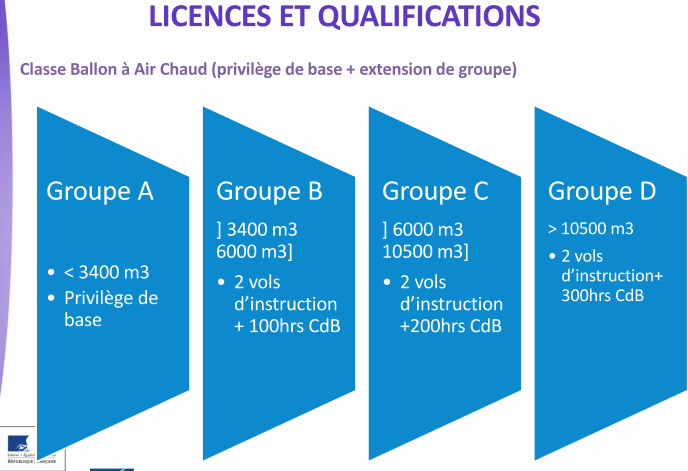 LICENCES ET QUALIFICATIONS
Classe Ballon à Air Chaud (privilège de base + extension de groupe)
Groupe A
• < 3400 m3
• Privilège de
base
Groupe B
] 3400 m3
6000 m3]
• 2 vols
d’instruction
+ 100hrs CdB
Groupe C
] 6000 m3
10500 m3]
• 2 vols
d’instruction
+200hrs CdB
Groupe D
> 10500 m3
• 2 vols
d’instruction+
300hrs CdB